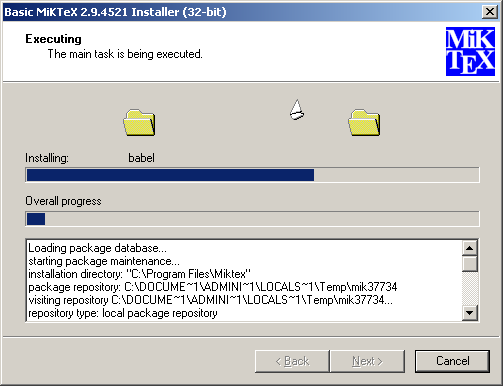 Basic MiKTeX 2.9.4521 Installer (32-bit)
Executing
The main task is being executed.
MiK
TEX
Installing: babel
Overall progress
Loading package database...
starting package maintenance...
installation directory: "C:\Program Files\Miktex"
package repository: C:\DOCUME~1\ADMINI~1\LOCALS~1\Temp\mik37734
visiting repository C:\DOCUME~1\ADMINI~1\LOCALS~1\Temp\mik37734...
repository type: local package repository
< Back Next > Cancel